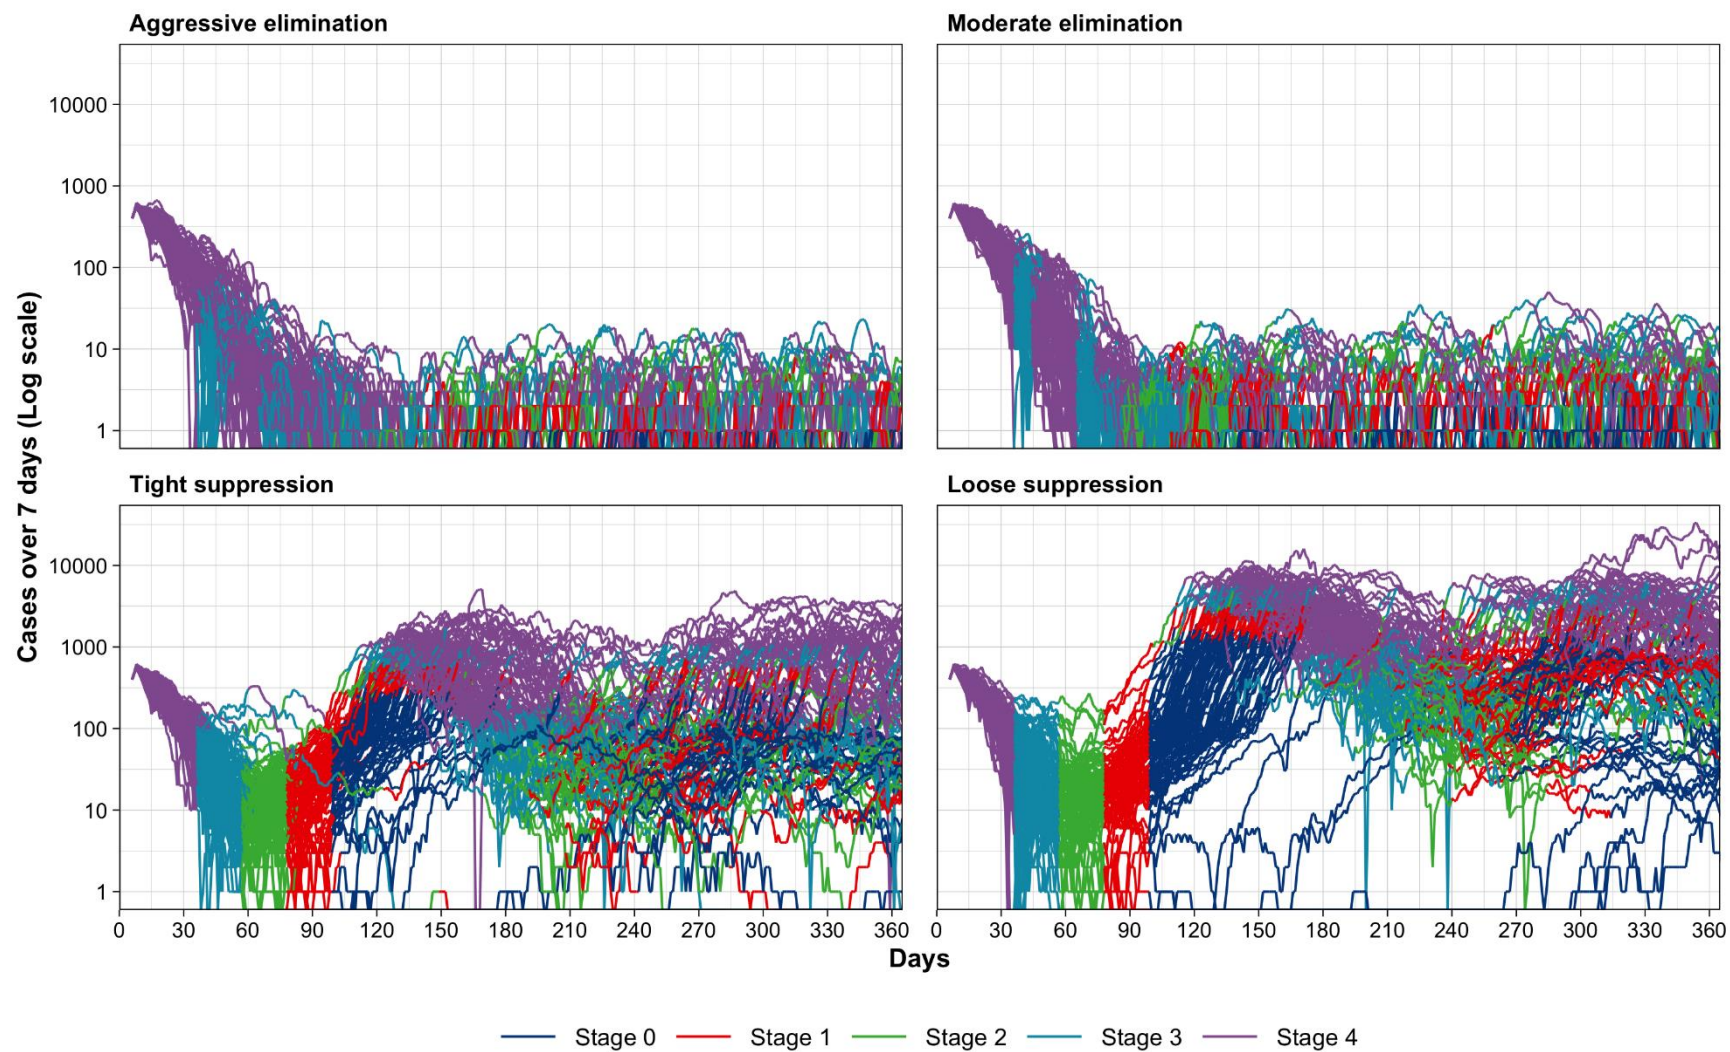 Aggressive elimination
Moderate elimination
10000
1000
100
10
1
Tight suppression
Loose suppression
10000
1000
100
10
1
Cases over 7 days (Log scale)
0 30 60 90 120 150 180 210 240 270 300 330 360
0 30 60 90 120 150 180 210 240 270 300 330 360
Days
Stage 0 Stage 1 Stage 2 Stage 3 Stage 4